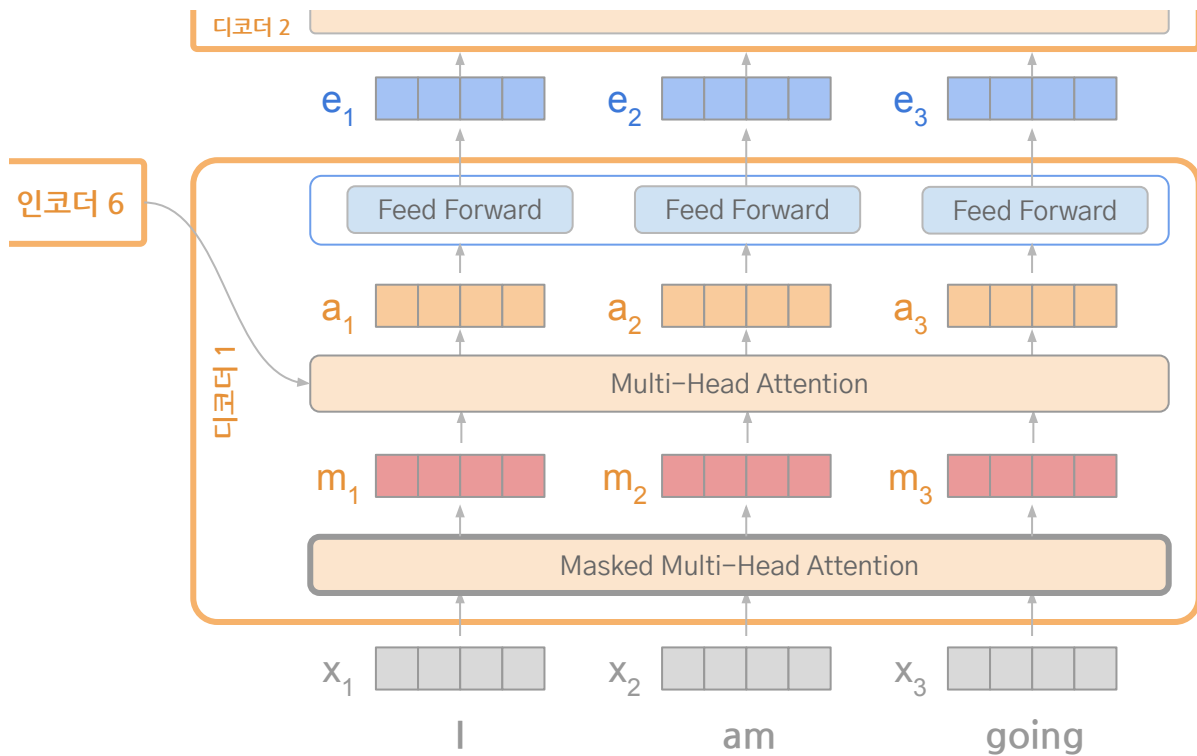 디코더 2
e1 e2 e3
인코더 6
Feed Forward Feed Forward Feed Forward
a1 a2 a3
디코더 1
Multi-Head Attention
m1 m2 m3
Masked Multi-Head Attention
x1 x2 x3
I am going